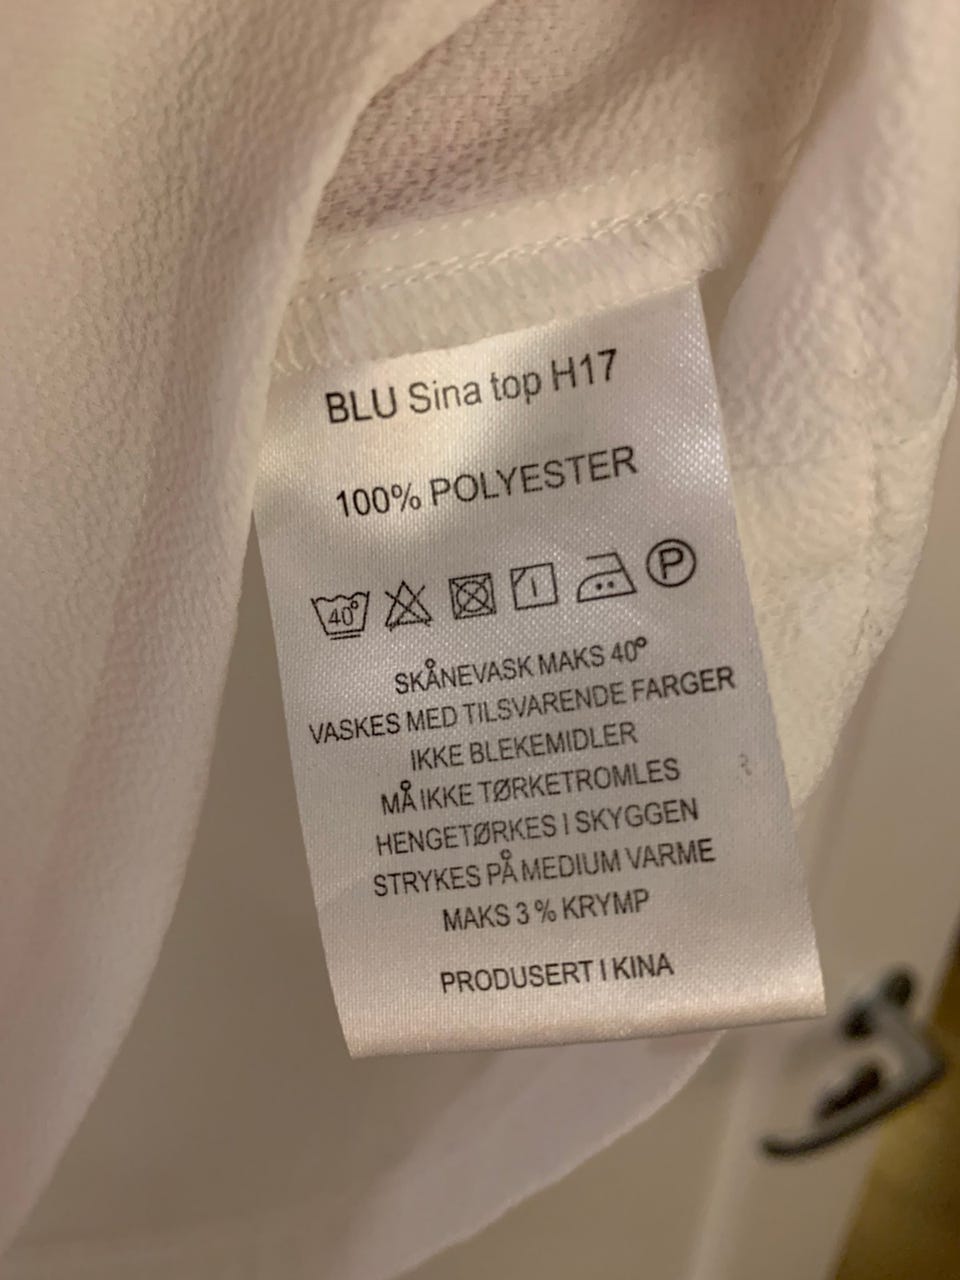 BLU Sina top H17
100% POLYESTER
40° P
SKÅNEVASK MAKS 40°
VASKES MED TILSVARENDE FARGER
IKKE BLEKEMIDLER
MÅ IKKE TØRKETROMLES
HENGETØRKES I SKYGGEN
STRYKES PÅ MEDIUM VARME
MAKS 3 % KRYMP
PRODUSERT I KINA